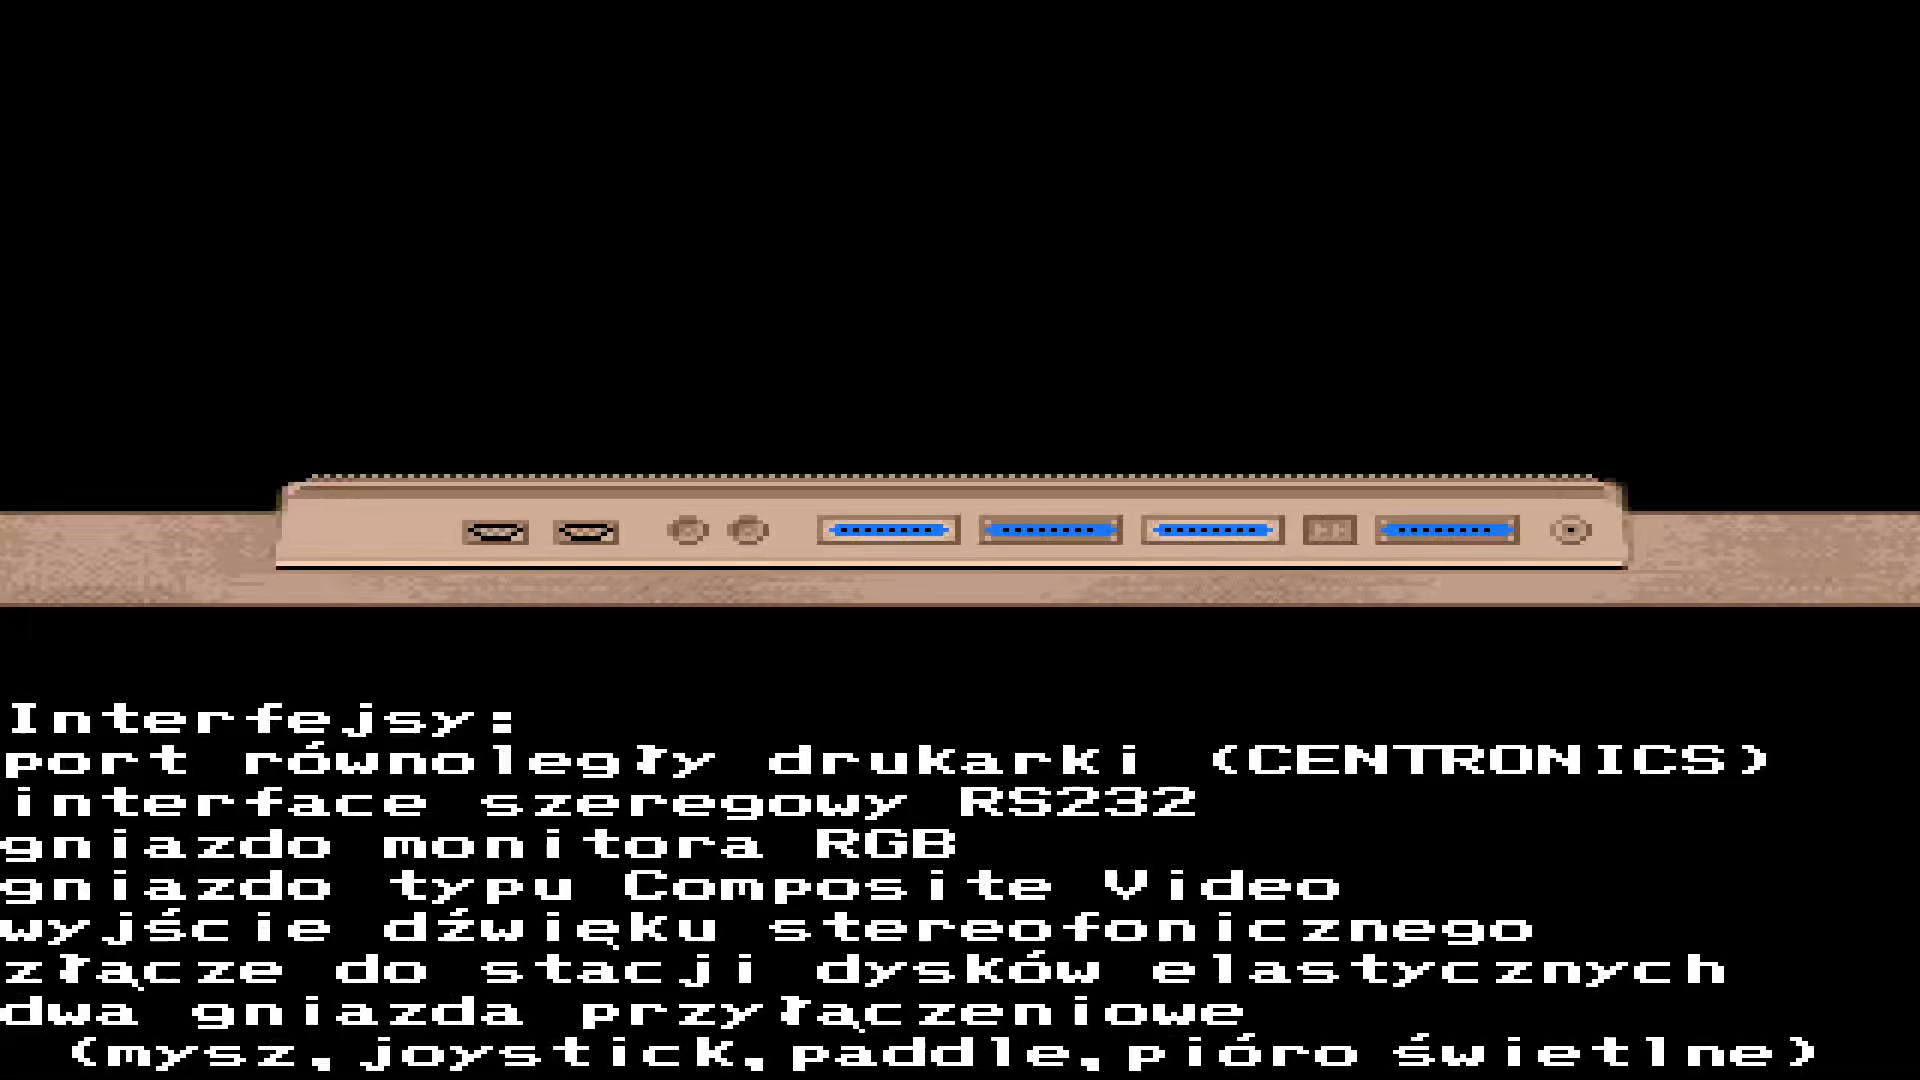 Interfejsy:
port równoległy drukarki (CENTRONICS)
interface szeregowy RS232
gniazdo monitora RGB
gniazdo typu Composite Video
wyjście dźwięku stereofonicznego
złącze do stacji dysków elastycznych
dwa gniazda przyłączeniowe
(mysz,joystick,paddle,pióro świetlne)